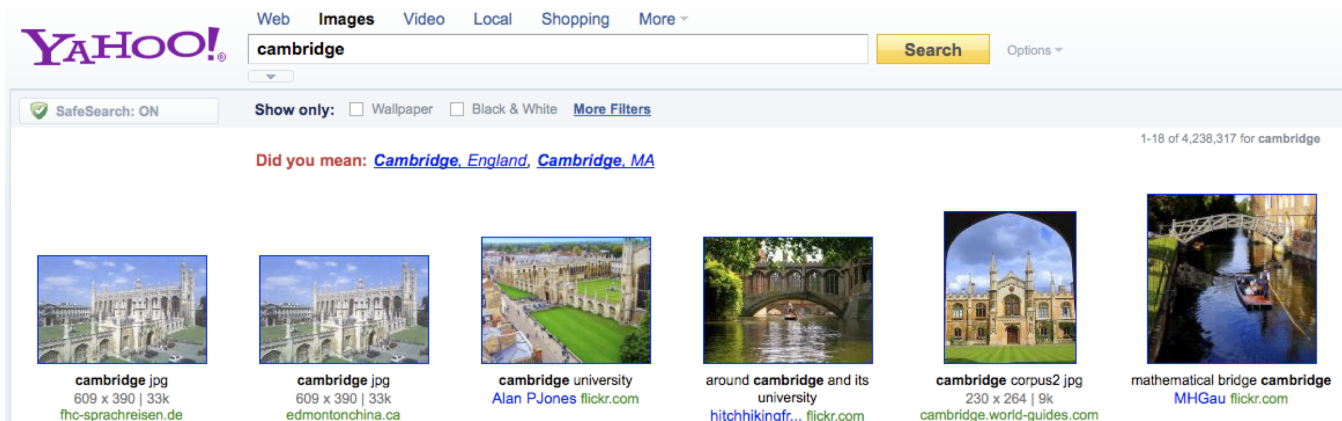 Web Images Video Local Shopping More
YAHOO!®
cambridge
Search
Options
SafeSearch: ON
Show only: Wallpaper Black & White More Filters
1-18 of 4,238,317 for cambridge
Did you mean: Cambridge, England, Cambridge, MA
cambridge jpg
609 x 390 | 33k
fhc-sprachreisen.de
cambridge jpg
609 x 390 | 33k
edmontonchina.ca
cambridge university
Alan PJones flickr.com
around cambridge and its
university
hitchhikingfr... flickr.com
cambridge corpus2 jpg
230 x 264 | 9k
cambridge.world-guides.com
mathematical bridge cambridge
MHGau flickr.com